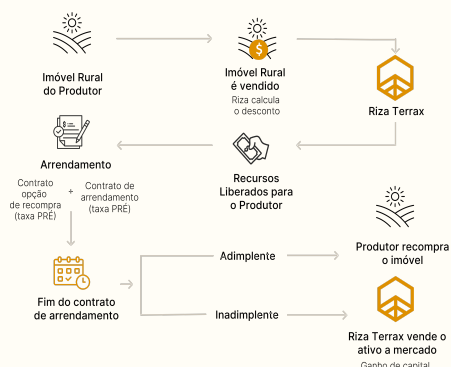 Imóvel Rural
do Produtor
Imóvel Rural
é vendido
Riza calcula
o desconto
$
Riza Terrax
Arrendamento
Contrato
opção
de recompra
(taxa PRÉ)
+
Contrato de
arrendamento
(taxa PRÉ)
Recursos
Liberados para
o Produtor
Fim do contrato
de arrendamento
Adimplente
Produtor recompra
o imóvel
Inadimplente
Riza Terrax vende o
ativo a mercado
Ganho de capital